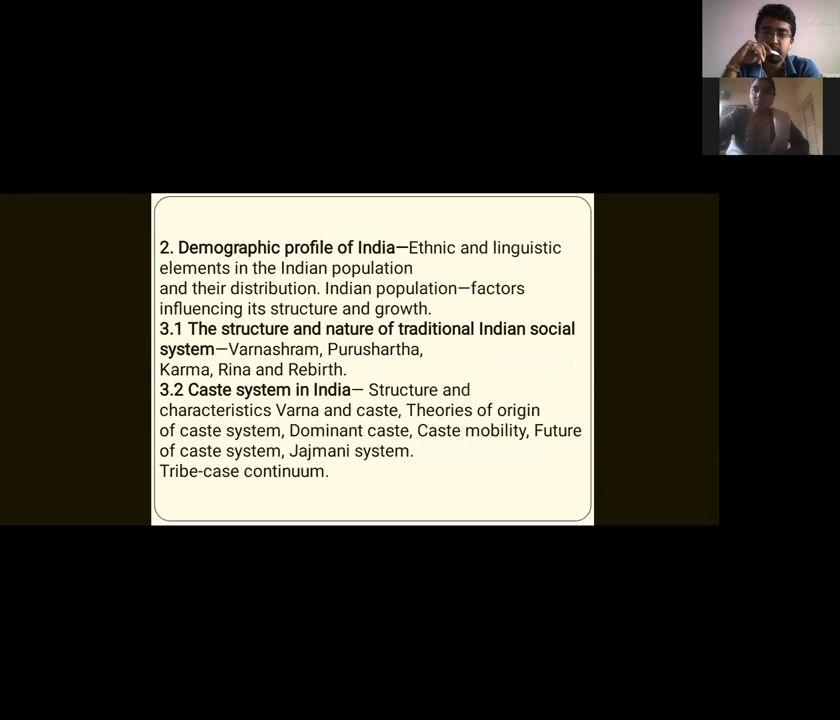 2. Demographic profile of India—Ethnic and linguistic
elements in the Indian population
and their distribution. Indian population—factors
influencing its structure and growth.
3.1 The structure and nature of traditional Indian social
system—Varnashram, Purushartha,
Karma, Rina and Rebirth.
3.2 Caste system in India— Structure and
characteristics Varna and caste, Theories of origin
of caste system, Dominant caste, Caste mobility, Future
of caste system, Jajmani system.
Tribe-case continuum.